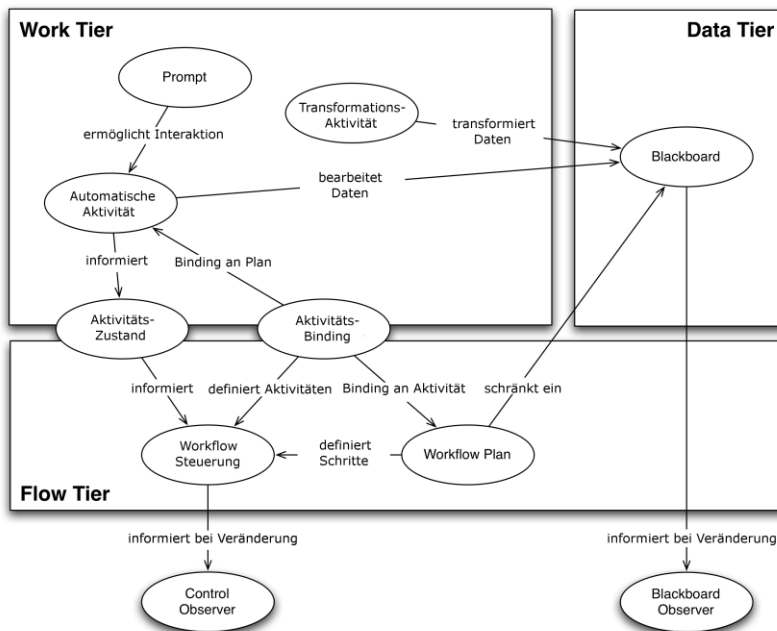 Work Tier
Data Tier
Prompt
Transformations-
Aktivität
transformiert
Daten
Blackboard
ermöglicht Interaktion
bearbeitet
Daten
Automatische
Aktivität
informiert
Binding an Plan
Aktivitäts-
Zustand
Aktivitäts-
Binding
informiert
definiert Aktivitäten
Binding an Aktivität
schränkt ein
Workflow
Steuerung
definiert
Schritte
Workflow Plan
Flow Tier
informiert bei Veränderung
informiert bei Veränderung
Control
Observer
Blackboard
Observer